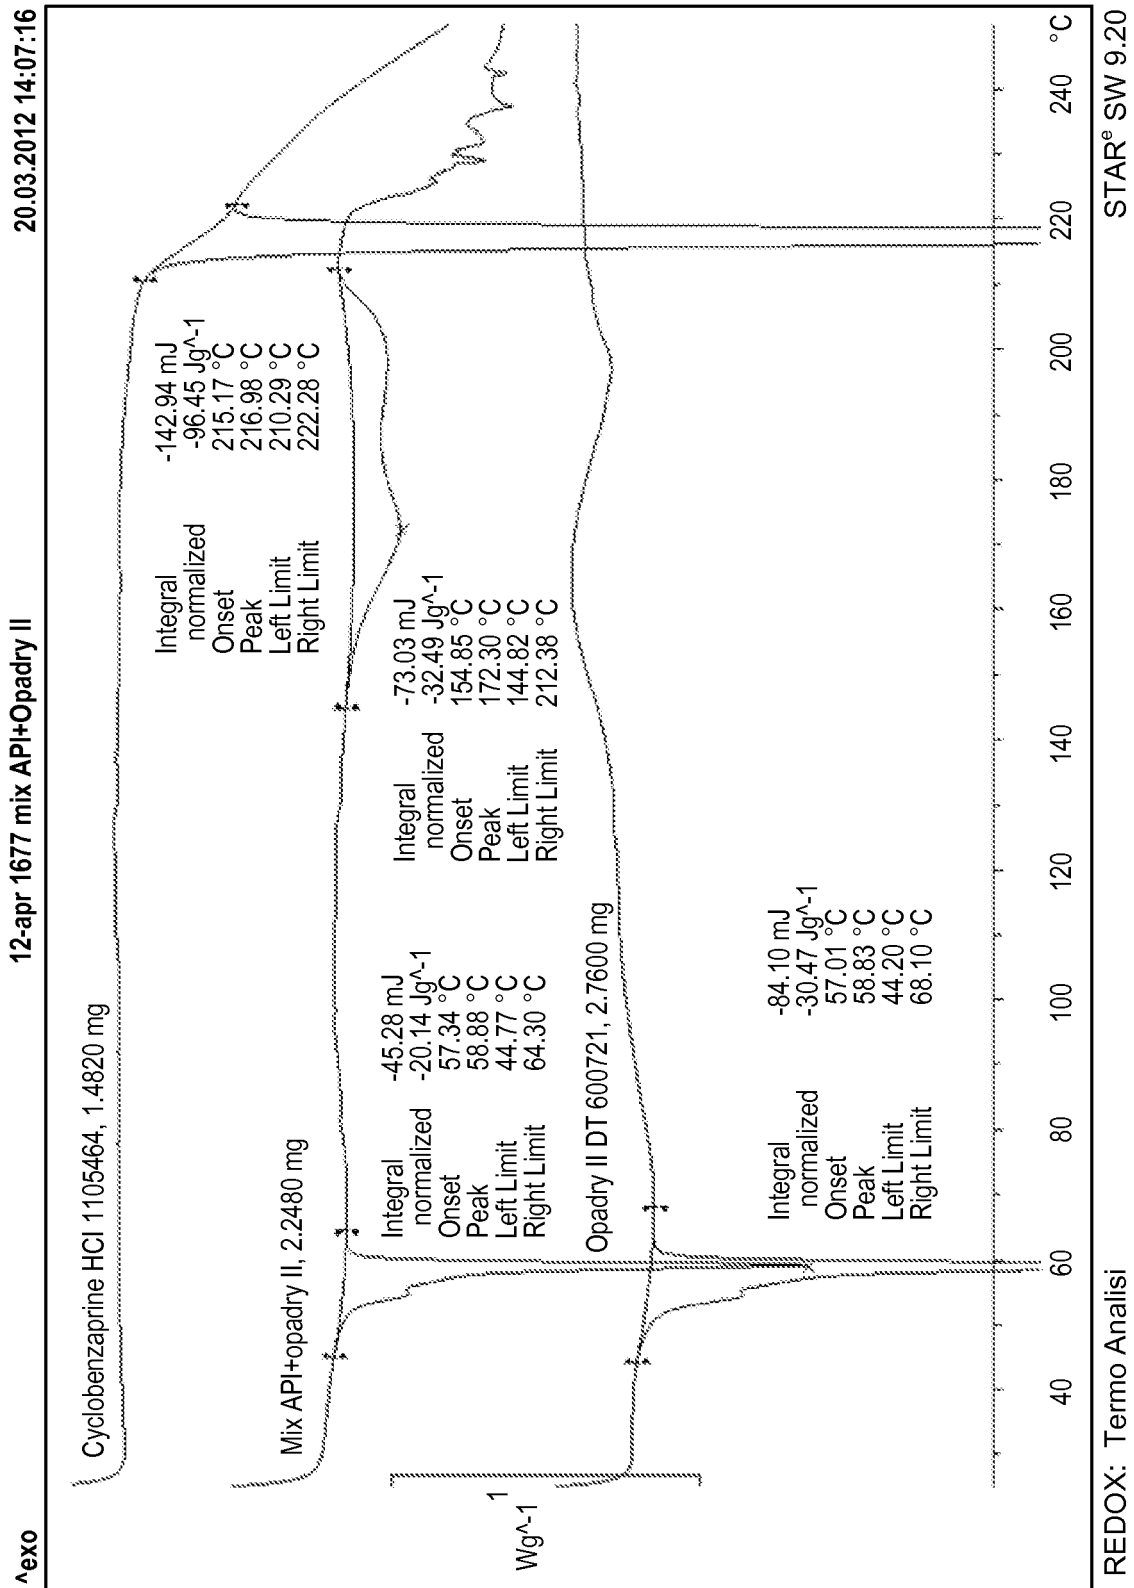 ^exo
12-apr 1677 mix API+Opadry II
20.03.2012 14:07:16
Cyclobenzaprine HCl 1105464, 1.4820 mg
Integral -142.94 mJ
normalized -96.45 Jg^-1
Onset 215.17 °C
Peak 216.98 °C
Left Limit 210.29 °C
Right Limit 222.28 °C
Mix API+opadry II, 2.2480 mg
Integral -45.28 mJ
normalized -20.14 Jg^-1
Onset 57.34 °C
Peak 58.88 °C
Left Limit 44.77 °C
Right Limit 64.30 °C
Integral -73.03 mJ
normalized -32.49 Jg^-1
Onset 154.85 °C
Peak 172.30 °C
Left Limit 144.82 °C
Right Limit 212.38 °C
1
Wg^-1
Opadry II DT 600721, 2.7600 mg
Integral -84.10 mJ
normalized -30.47 Jg^-1
Onset 57.01 °C
Peak 58.83 °C
Left Limit 44.20 °C
Right Limit 68.10 °C
40 60 80 100 120 140 160 180 200 220 240 °C
REDOX: Termo Analisi
STARe SW 9.20